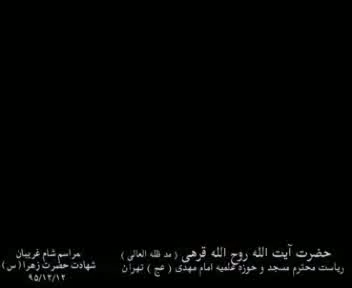 حضرت آیت الله روح الله قرهی ( مد ظله العالی )
ریاست محترم مسجد و حوزه علمیه امام مهدی ( عج ) تهران
مراسم شام غریبان
شهادت حضرت زهرا ( س )
۹۵/۱۲/۱۲